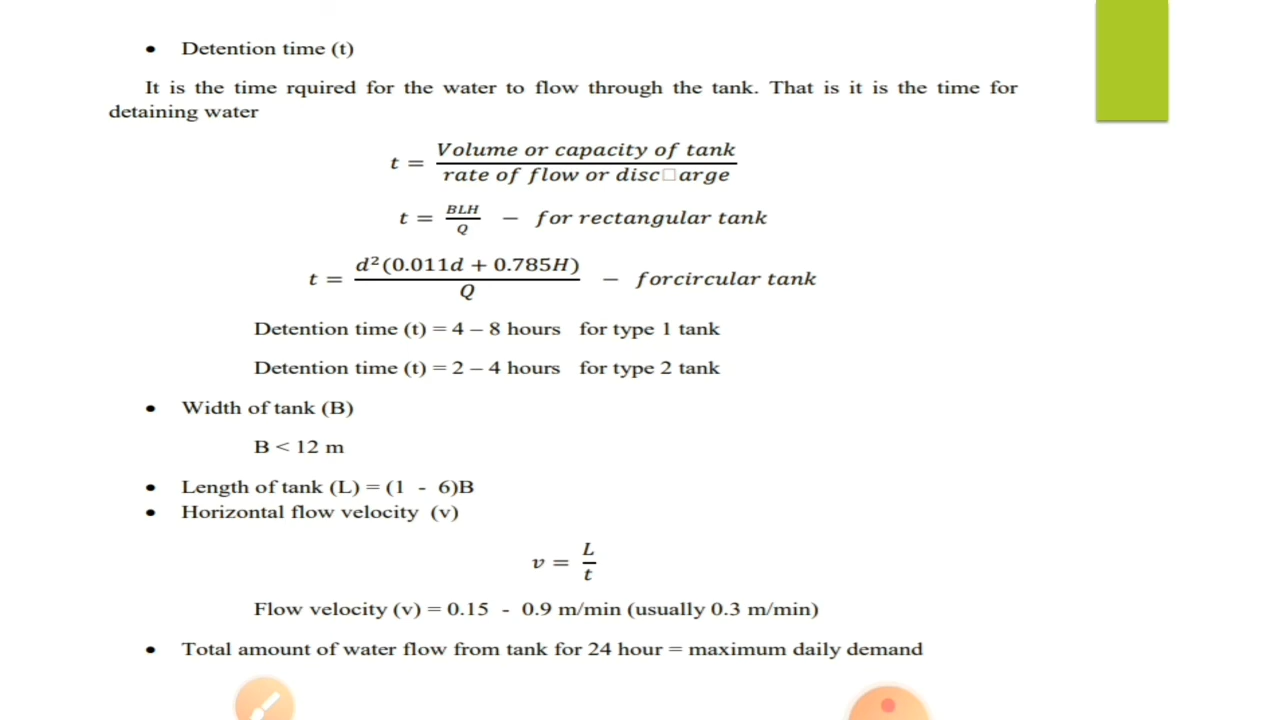 • Detention time (t)
It is the time rquired for the water to flow through the tank. That is it is the time for
detaining water
t = Volume or capacity of tank / rate of flow or disc□arge
t = BLH / Q − for rectangular tank
t = d²(0.011d + 0.785H) / Q − forcircular tank
Detention time (t) = 4 – 8 hours for type 1 tank
Detention time (t) = 2 – 4 hours for type 2 tank
• Width of tank (B)
B < 12 m
• Length of tank (L) = (1 - 6)B
• Horizontal flow velocity (v)
v = L / t
Flow velocity (v) = 0.15 - 0.9 m/min (usually 0.3 m/min)
• Total amount of water flow from tank for 24 hour = maximum daily demand